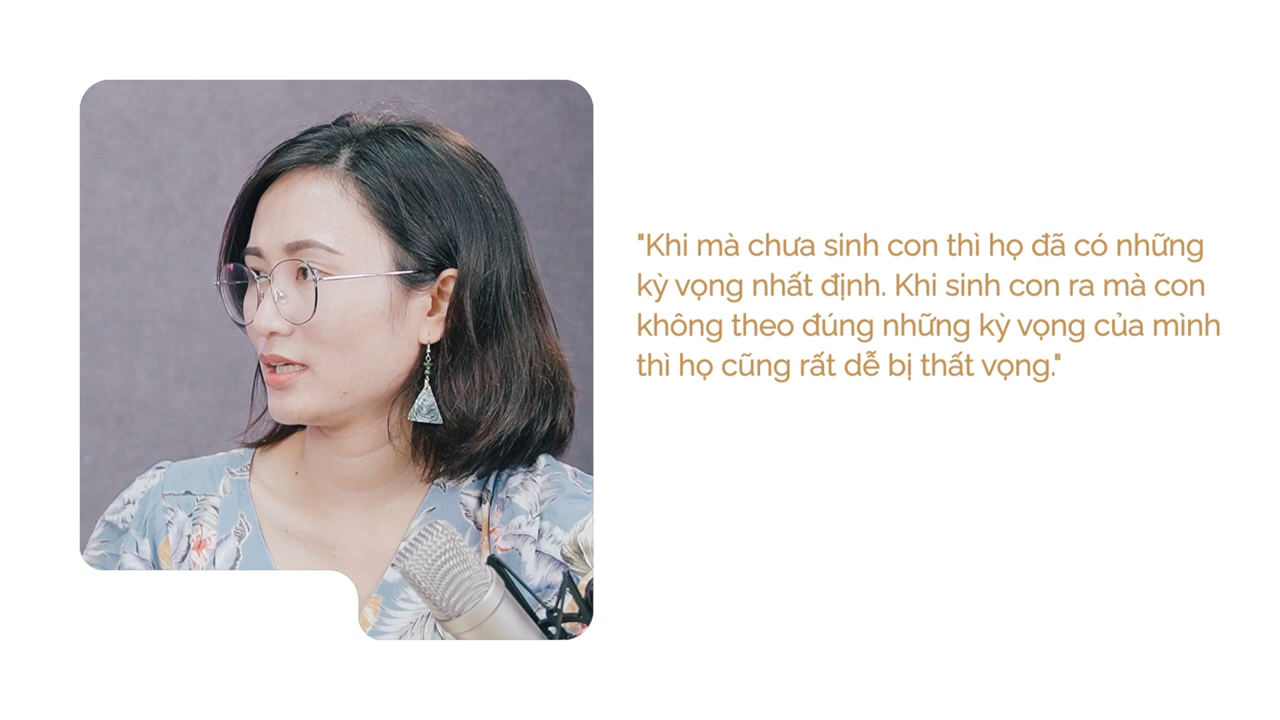 "Khi mà chưa sinh con thì họ đã có những
kỳ vọng nhất định. Khi sinh con ra mà con
không theo đúng những kỳ vọng của mình
thì họ cũng rất dễ bị thất vọng."